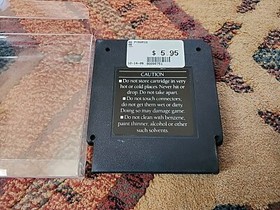 $ 5.95
CAUTION
■Do not store cartridge in very
hot or cold places. Never hit or
drop. Do not take apart.
■Do not touch connectors,
do not get them wet or dirty.
Doing so may damage game.
■Do not clean with benzene,
paint thinner, alcohol or other
such solvents.